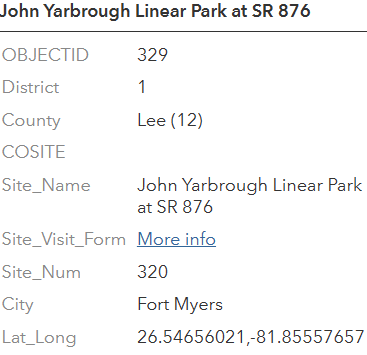 John Yarbrough Linear Park at SR 876
OBJECTID 329
District 1
County Lee (12)
COSITE
Site_Name John Yarbrough Linear Park
at SR 876
Site_Visit_Form More info
Site_Num 320
City Fort Myers
Lat_Long 26.54656021,-81.85557657